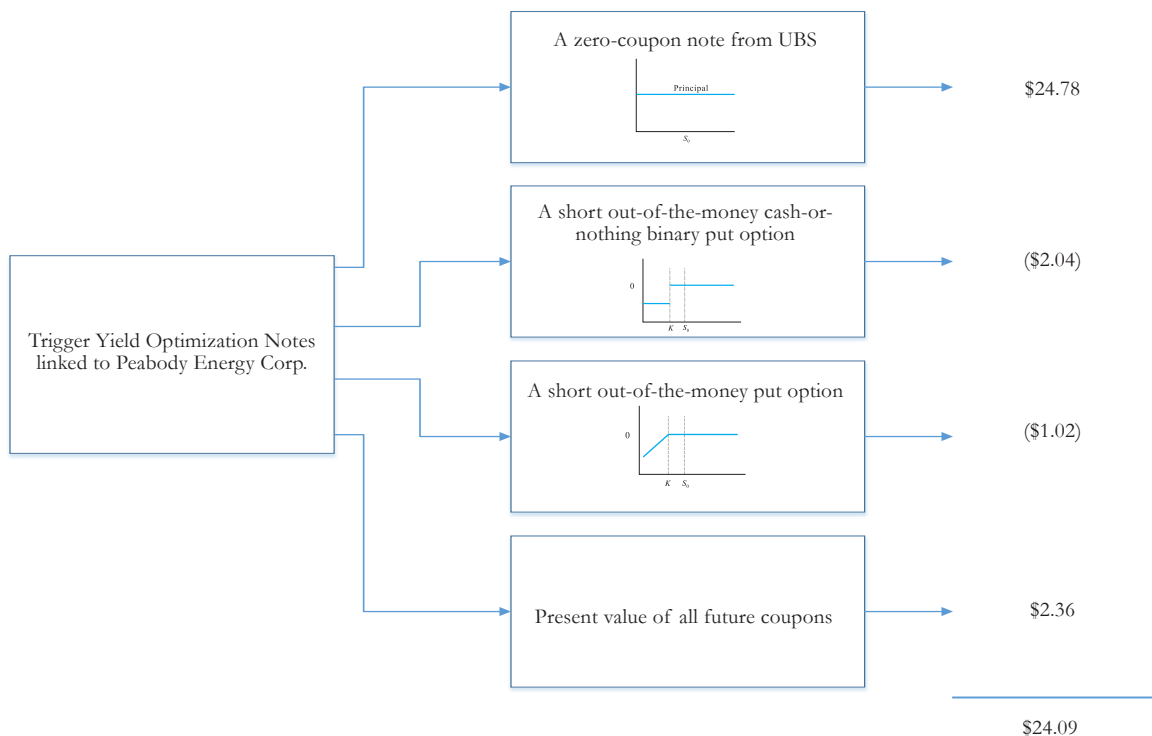 A zero-coupon note from UBS
Principal
S0
$24.78
A short out-of-the-money cash-or-
nothing binary put option
0
K
S0
($2.04)
Trigger Yield Optimization Notes
linked to Peabody Energy Corp.
A short out-of-the-money put option
0
K
S0
($1.02)
Present value of all future coupons
$2.36
$24.09